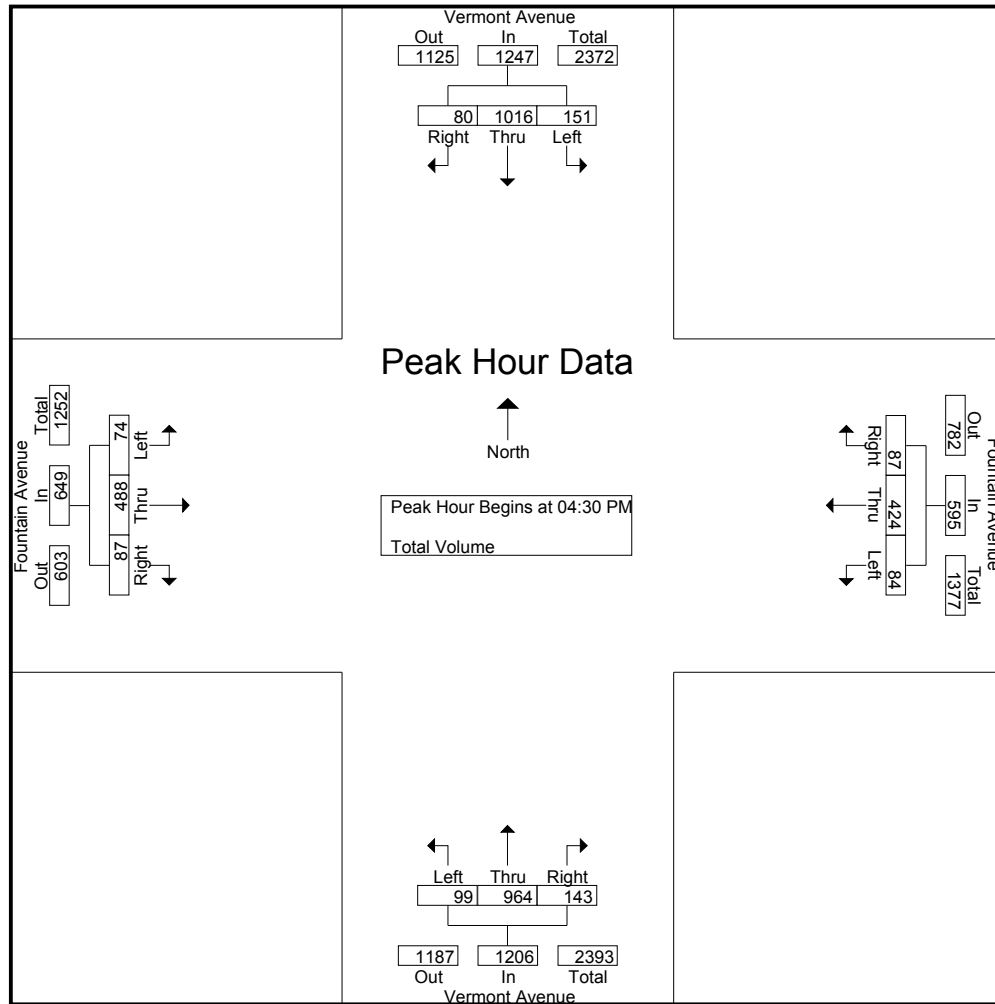 Vermont Avenue
Out In Total
1125 1247 2372
80 1016 151
Right Thru Left
Peak Hour Data
North
Peak Hour Begins at 04:30 PM
Total Volume
Fountain Avenue
Total In Out
1252 649 603
74 488 87
Left Thru Right
Fountain Avenue
Out In Total
782 595 1377
87 424 84
Right Thru Left
Left Thru Right
99 964 143
1187 1206 2393
Out In Total
Vermont Avenue